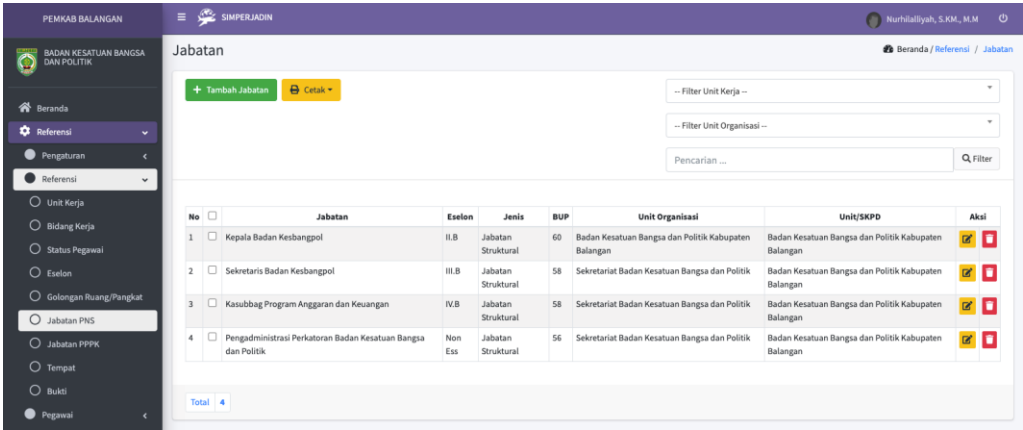 PEMKAB BALANGAN
SIMPERJADIN
Nurhilalliyah, S.KM., M.M
BADAN KESATUAN BANGSA
DAN POLITIK
Beranda
Referensi
Pengaturan
Referensi
Unit Kerja
Bidang Kerja
Status Pegawai
Eselon
Golongan Ruang/Pangkat
Jabatan PNS
Jabatan PPPK
Tempat
Bukti
Pegawai
Jabatan
Beranda / Referensi / Jabatan
+ Tambah Jabatan
Cetak
-- Filter Unit Kerja --
-- Filter Unit Organisasi --
Pencarian ...
Filter
No Jabatan Eselon Jenis BUP Unit Organisasi Unit/SKPD Aksi
1 Kepala Badan Kesbangpol II.B Jabatan 60 Badan Kesatuan Bangsa dan Politik Kabupaten Badan Kesatuan Bangsa dan Politik Kabupaten
Struktural Balangan Balangan
2 Sekretaris Badan Kesbangpol III.B Jabatan 58 Sekretariat Badan Kesatuan Bangsa dan Politik Badan Kesatuan Bangsa dan Politik Kabupaten
Struktural Balangan
3 Kasubbag Program Anggaran dan Keuangan IV.B Jabatan 58 Sekretariat Badan Kesatuan Bangsa dan Politik Badan Kesatuan Bangsa dan Politik Kabupaten
Struktural Balangan
4 Pengadministrasi Perkatoran Badan Kesatuan Bangsa Non Jabatan 56 Sekretariat Badan Kesatuan Bangsa dan Politik Badan Kesatuan Bangsa dan Politik Kabupaten
dan Politik Ess Struktural Balangan
Total 4